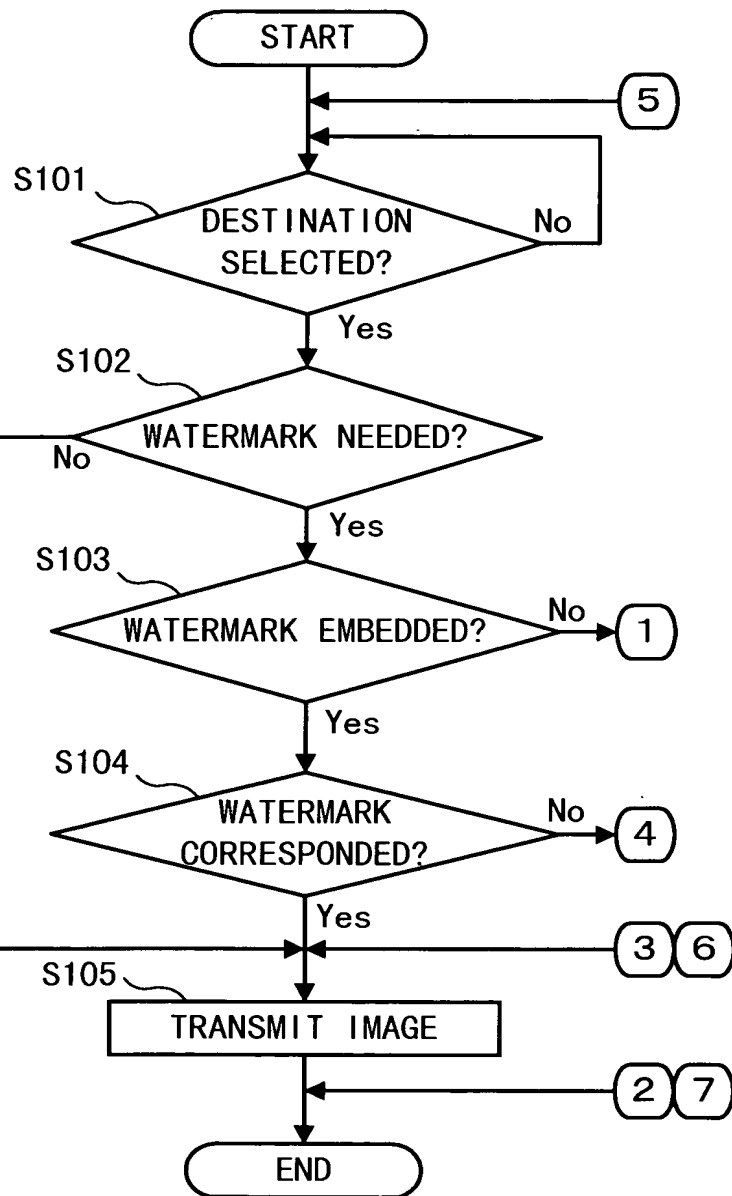 START
5
S101
DESTINATION
SELECTED?
No
Yes
S102
WATERMARK NEEDED?
No
Yes
S103
WATERMARK EMBEDDED?
No
1
Yes
S104
WATERMARK
CORRESPONDED?
No
4
Yes
3 6
S105
TRANSMIT IMAGE
2 7
END